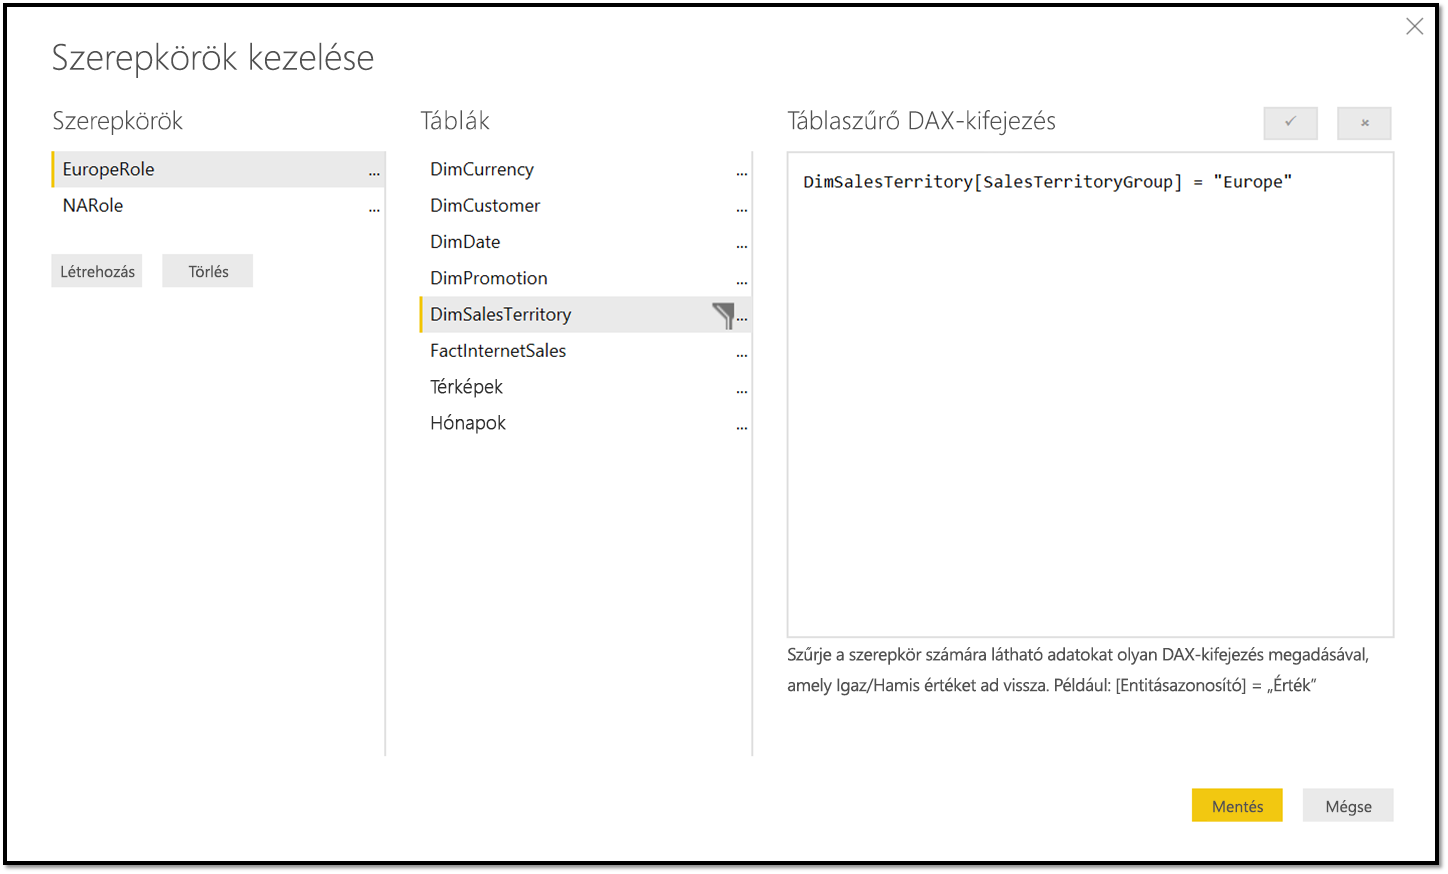 Szerepkörök kezelése
Szerepkörök
EuropeRole ...
NARole ...
Létrehozás Törlés
Táblák
DimCurrency ...
DimCustomer ...
DimDate ...
DimPromotion ...
DimSalesTerritory ...
FactInternetSales ...
Térképek ...
Hónapok ...
Táblaszűrő DAX-kifejezés
DimSalesTerritory[SalesTerritoryGroup] = "Europe"
Szűrje a szerepkör számára látható adatokat olyan DAX-kifejezés megadásával,
amely Igaz/Hamis értéket ad vissza. Például: [Entitásazonosító] = „Érték”
Mentés Mégse